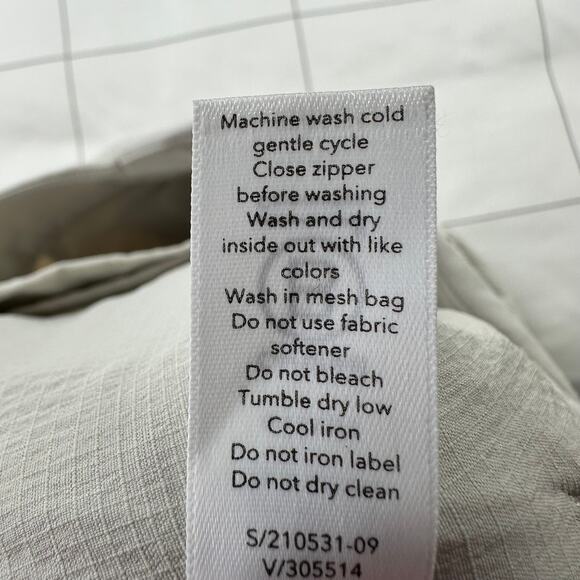 Machine wash cold
gentle cycle
Close zipper
before washing
Wash and dry
inside out with like
colors
Wash in mesh bag
Do not use fabric
softener
Do not bleach
Tumble dry low
Cool iron
Do not iron label
Do not dry clean
S/210531-09
V/305514